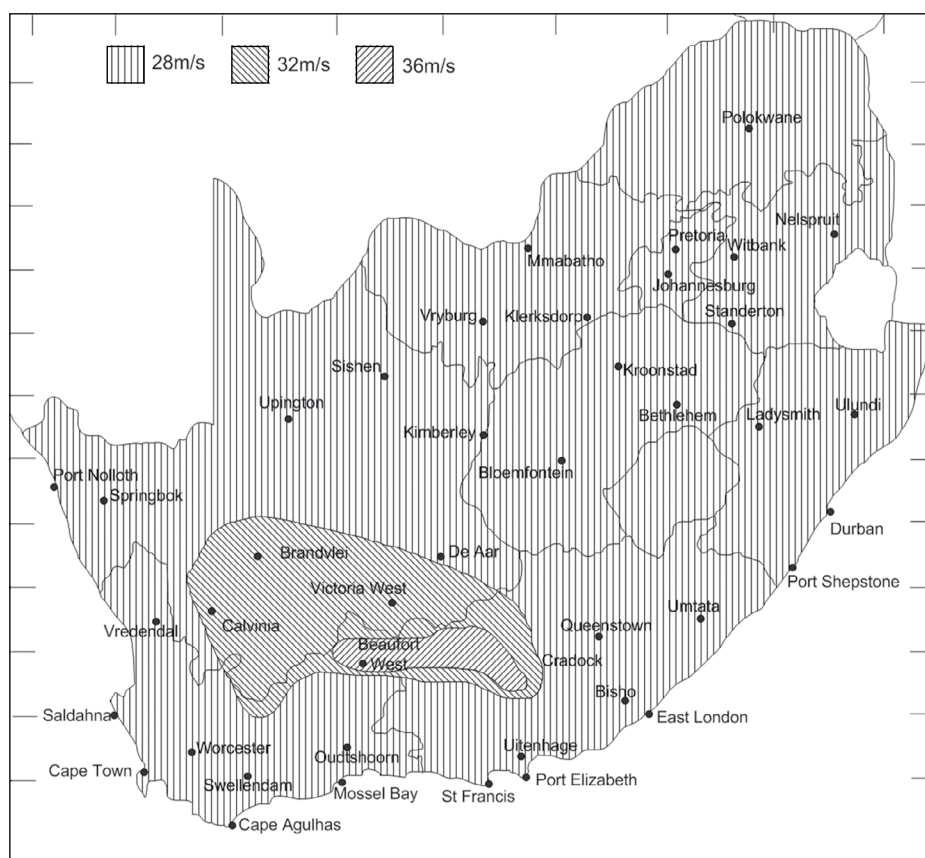 28m/s 32m/s 36m/s
Polokwane
Nelspruit
Pretoria
Witbank
Mmabatho
Johannesburg
Standerton
Vryburg
Klerksdorp
Sishen
Kroonstad
Upington
Bethlehem
Ladysmith
Ulundi
Kimberley
Bloemfontein
Port Nolloth
Springbok
Durban
Brandvlei
De Aar
Port Shepstone
Victoria West
Umtata
Calvinia
Vredendal
Queenstown
Beaufort
West
Cradock
Bisho
Saldahna
East London
Worcester
Oudtshoorn
Uitenhage
Cape Town
Swellendam
Mossel Bay
St Francis
Port Elizabeth
Cape Agulhas